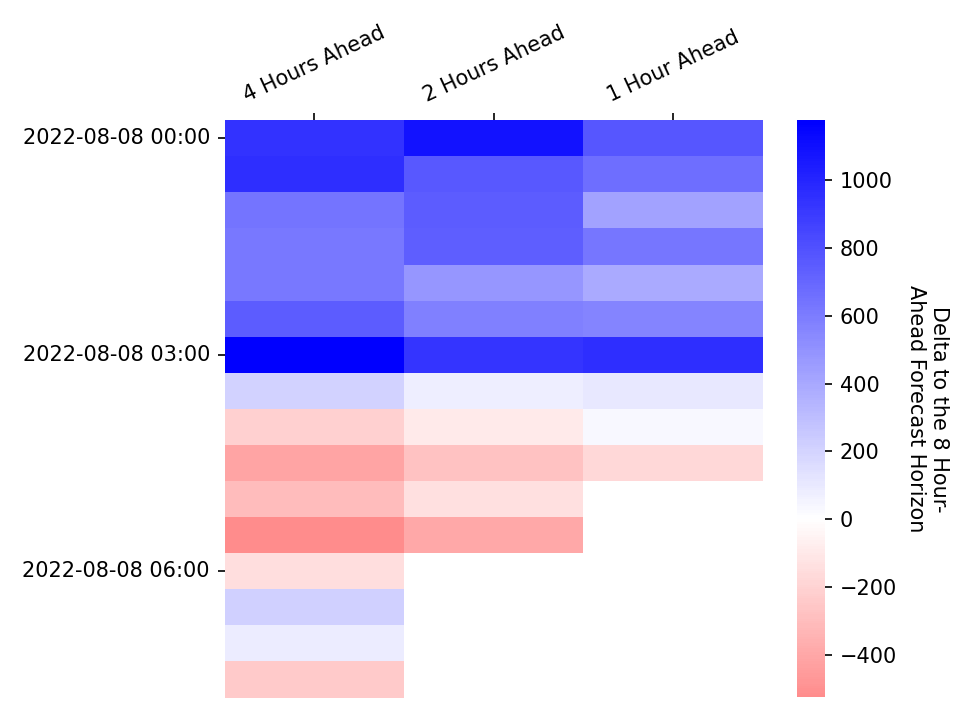 4 Hours Ahead
2 Hours Ahead
1 Hour Ahead
2022-08-08 00:00
2022-08-08 03:00
2022-08-08 06:00
1000
800
600
400
200
0
−200
−400
Delta to the 8 Hour-
Ahead Forecast Horizon